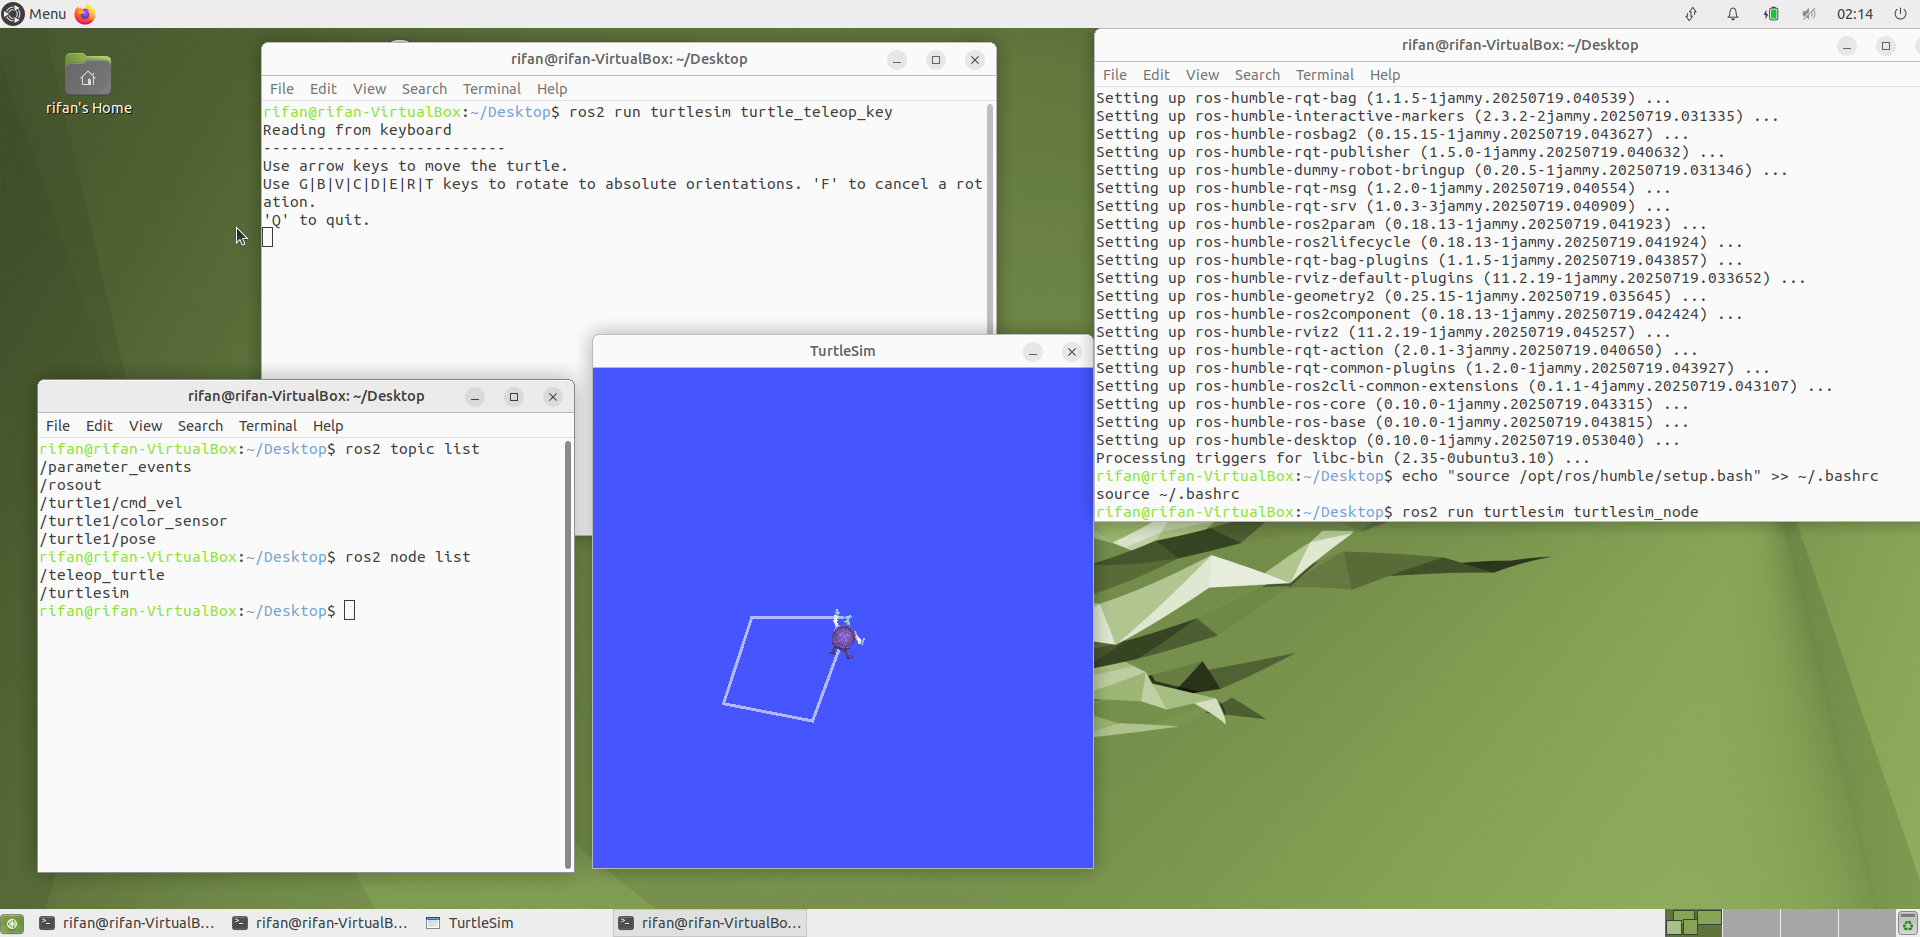 Menu
02:14
rifan's Home
rifan@rifan-VirtualBox: ~/Desktop
File Edit View Search Terminal Help
rifan@rifan-VirtualBox:~/Desktop$ ros2 run turtlesim turtle_teleop_key
Reading from keyboard
---------------------------
Use arrow keys to move the turtle.
Use G|B|V|C|D|E|R|T keys to rotate to absolute orientations. 'F' to cancel a rot
ation.
'Q' to quit.
rifan@rifan-VirtualBox: ~/Desktop
File Edit View Search Terminal Help
Setting up ros-humble-rqt-bag (1.1.5-1jammy.20250719.040539) ...
Setting up ros-humble-interactive-markers (2.3.2-2jammy.20250719.031335) ...
Setting up ros-humble-rosbag2 (0.15.15-1jammy.20250719.043627) ...
Setting up ros-humble-rqt-publisher (1.5.0-1jammy.20250719.040632) ...
Setting up ros-humble-dummy-robot-bringup (0.20.5-1jammy.20250719.031346) ...
Setting up ros-humble-rqt-msg (1.2.0-1jammy.20250719.040554) ...
Setting up ros-humble-rqt-srv (1.0.3-3jammy.20250719.040909) ...
Setting up ros-humble-ros2param (0.18.13-1jammy.20250719.041923) ...
Setting up ros-humble-ros2lifecycle (0.18.13-1jammy.20250719.041924) ...
Setting up ros-humble-rqt-bag-plugins (1.1.5-1jammy.20250719.043857) ...
Setting up ros-humble-rviz-default-plugins (11.2.19-1jammy.20250719.033652) ...
Setting up ros-humble-geometry2 (0.25.15-1jammy.20250719.035645) ...
Setting up ros-humble-ros2component (0.18.13-1jammy.20250719.042424) ...
Setting up ros-humble-rviz2 (11.2.19-1jammy.20250719.045257) ...
Setting up ros-humble-rqt-action (2.0.1-3jammy.20250719.040650) ...
Setting up ros-humble-rqt-common-plugins (1.2.0-1jammy.20250719.043927) ...
Setting up ros-humble-ros2cli-common-extensions (0.1.1-4jammy.20250719.043107) ...
Setting up ros-humble-ros-core (0.10.0-1jammy.20250719.043315) ...
Setting up ros-humble-ros-base (0.10.0-1jammy.20250719.043815) ...
Setting up ros-humble-desktop (0.10.0-1jammy.20250719.053040) ...
Processing triggers for libc-bin (2.35-0ubuntu3.10) ...
rifan@rifan-VirtualBox:~/Desktop$ echo "source /opt/ros/humble/setup.bash" >> ~/.bashrc
source ~/.bashrc
rifan@rifan-VirtualBox:~/Desktop$ ros2 run turtlesim turtlesim_node
TurtleSim
rifan@rifan-VirtualBox: ~/Desktop
File Edit View Search Terminal Help
rifan@rifan-VirtualBox:~/Desktop$ ros2 topic list
/parameter_events
/rosout
/turtle1/cmd_vel
/turtle1/color_sensor
/turtle1/pose
rifan@rifan-VirtualBox:~/Desktop$ ros2 node list
/teleop_turtle
/turtlesim
rifan@rifan-VirtualBox:~/Desktop$
rifan@rifan-VirtualB... rifan@rifan-VirtualB... TurtleSim rifan@rifan-VirtualBo...